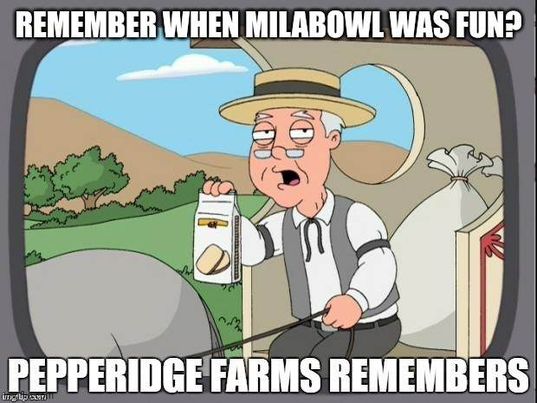 REMEMBER WHEN MILABOWL WAS FUN?
PEPPERIDGE FARMS REMEMBERS
imgflip.com